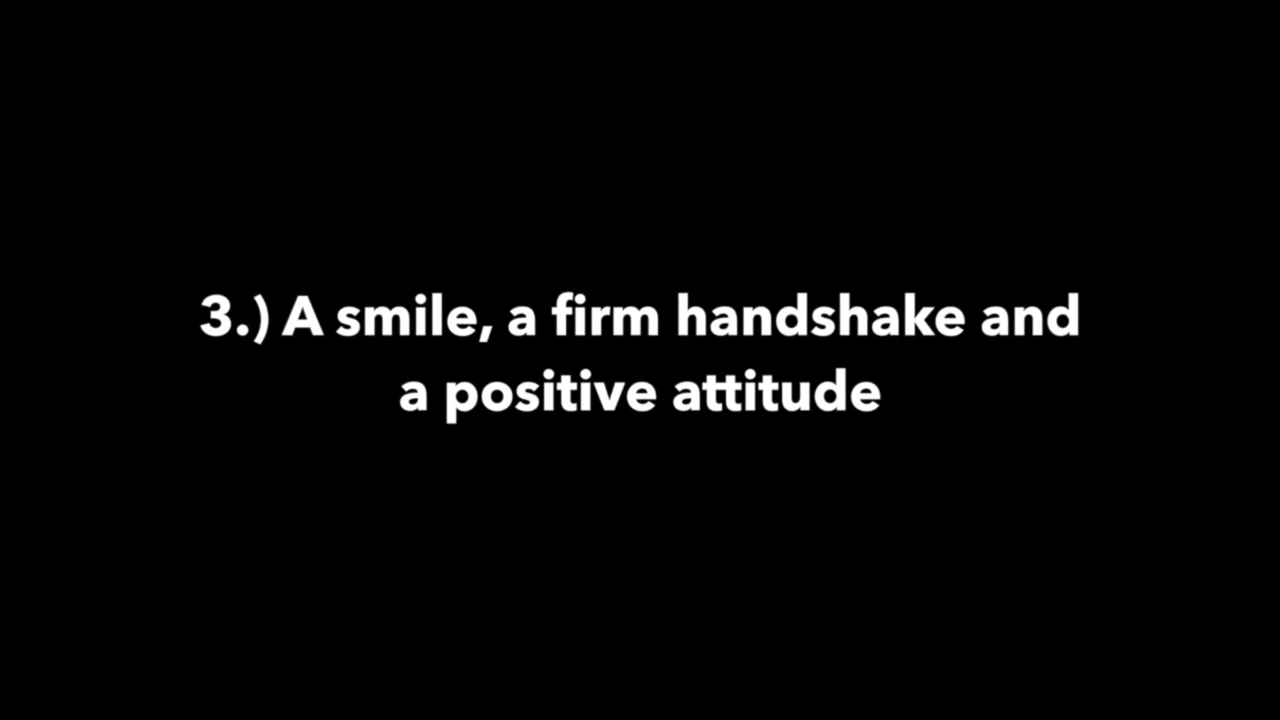 3.) A smile, a firm handshake and
a positive attitude